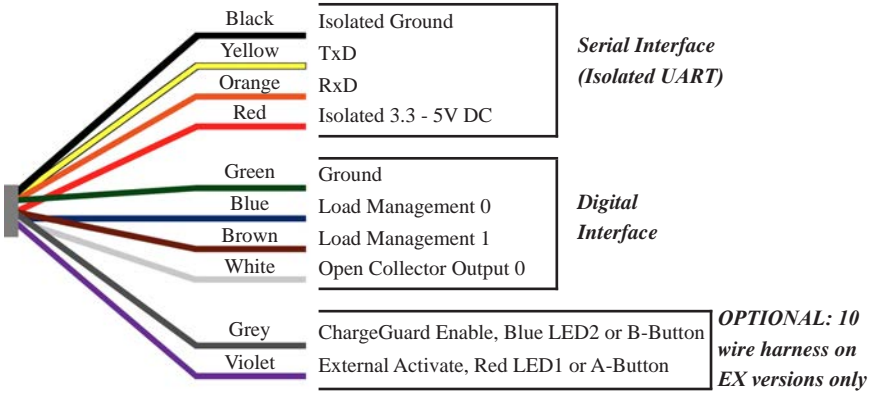 Black Isolated Ground
Yellow TxD
Orange RxD
Red Isolated 3.3 - 5V DC
Serial Interface
(Isolated UART)
Green Ground
Blue Load Management 0
Brown Load Management 1
White Open Collector Output 0
Digital
Interface
Grey ChargeGuard Enable, Blue LED2 or B-Button
Violet External Activate, Red LED1 or A-Button
OPTIONAL: 10
wire harness on
EX versions only